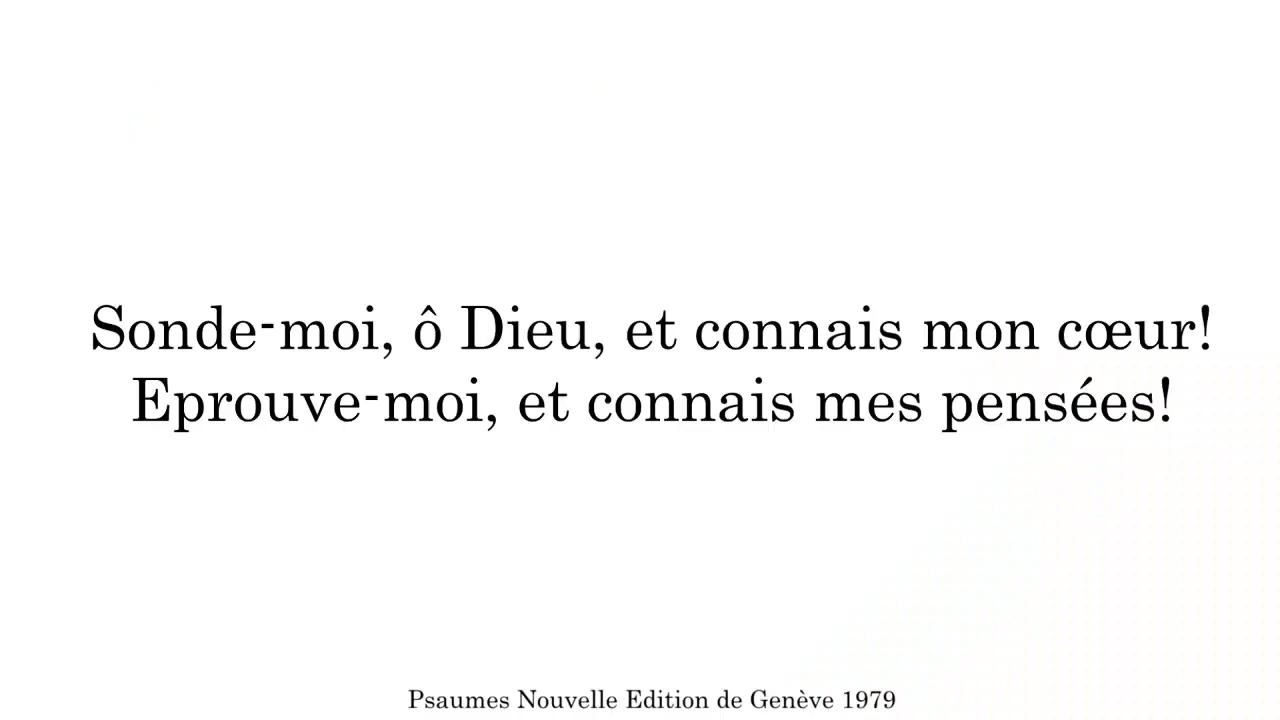 Sonde-moi, ô Dieu, et connais mon cœur!
Eprouve-moi, et connais mes pensées!
Psaumes Nouvelle Edition de Genève 1979